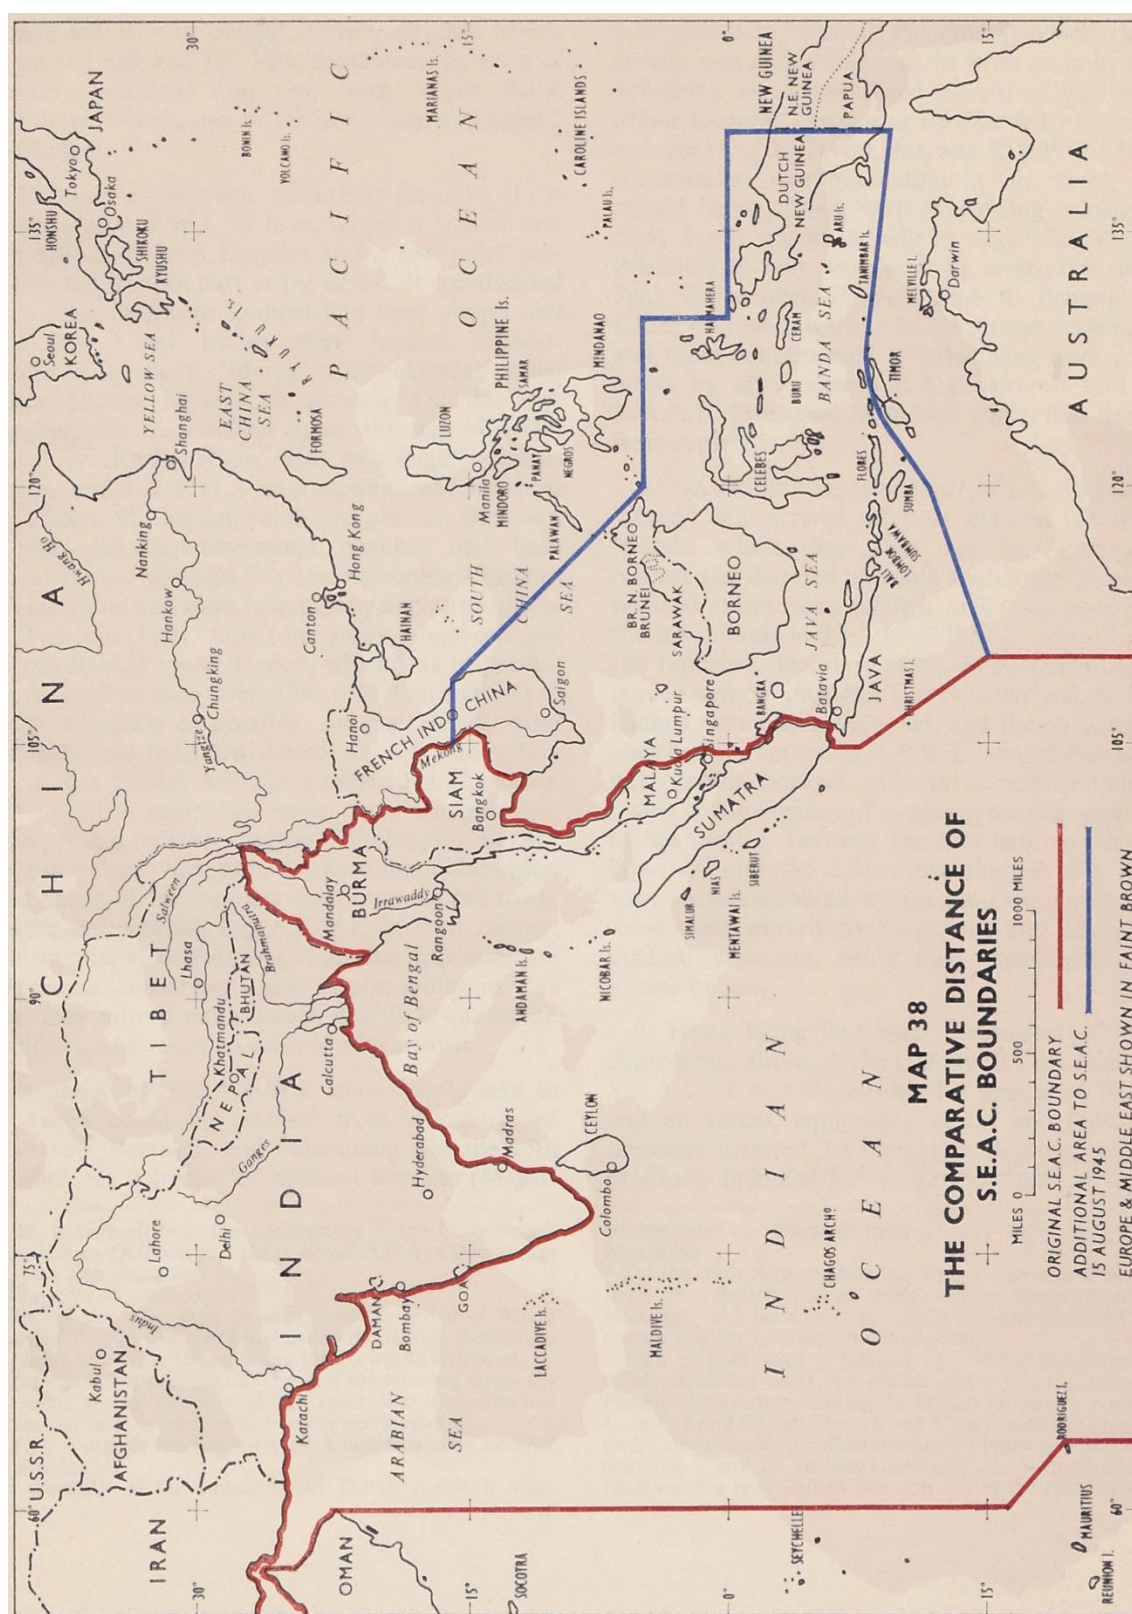 MAP 38
THE COMPARATIVE DISTANCE OF
S.E.A.C. BOUNDARIES
MILES 0 500 1000 MILES
ORIGINAL S.E.A.C. BOUNDARY
ADDITIONAL AREA TO S.E.A.C.
15 AUGUST 1945
EUROPE & MIDDLE EAST SHOWN IN FAINT BROWN
60°
75°
90°
105°
120°
135°
U.S.S.R.
IRAN
AFGHANISTAN
Kabul
Lahore
Delhi
Indus
Karachi
OMAN
INDIA
TIBET
CHINA
NEPAL
Khatmandu
BHUTAN
Lhasa
Brahmaputra
Salween
Ganges
Calcutta
Hyderabad
Madras
DAMAN
Bombay
GOA
Colombo
CEYLON
Bay of Bengal
ARABIAN
SEA
LACCADIVE Is.
MALDIVE Is.
CHAGOS ARCHO
INDIAN
OCEAN
SOCOTRA
SEYCHELLES
RODRIGUEZ I.
MAURITIUS
REUNION I.
Mandalay
BURMA
Irrawaddy
Rangoon
ANDAMAN Is.
NICOBAR Is.
SIAM
Bangkok
Mekong
FRENCH INDO CHINA
Hanoi
Saigon
Yangtze
Chungking
Hankow
Nanking
Hwang Ho
Shanghai
Canton
Hong Kong
HAINAN
FORMOSA
YELLOW SEA
EAST
CHINA
SEA
RYUKU Is.
KOREA
Seoul
JAPAN
HONSHU
Tokyo
Osaka
SHIKOKU
KYUSHU
BONIN Is.
VOLCANO Is.
PACIFIC
OCEAN
MARIANAS Is.
CAROLINE ISLANDS
PALAU Is.
PHILIPPINE Is.
LUZON
Manila
MINDORO
SAMAR
PANAY
NEGROS
MINDANAO
PALAWAN
SOUTH
CHINA
SEA
MALAYA
Kuala Lumpur
Singapore
SUMATRA
SIMALUR
NIAS
MENTAWAI Is.
SIBERUT
BANGKA
BR. N. BORNEO
BRUNEI
SARAWAK
BORNEO
JAVA SEA
Batavia
JAVA
CHRISTMAS I.
BALI
LOMBOK
SUMBAWA
SUMBA
FLORES
TIMOR
CELEBES
HALMAHERA
BURU
CERAM
BANDA SEA
TANIMBAR Is.
ARU Is.
NEW GUINEA
DUTCH
NEW GUINEA
N.E. NEW
GUINEA
PAPUA
MELVILLE I.
Darwin
AUSTRALIA
30°
15°
0°
15°
30°
15°
0°
15°
60°
105°
120°
135°